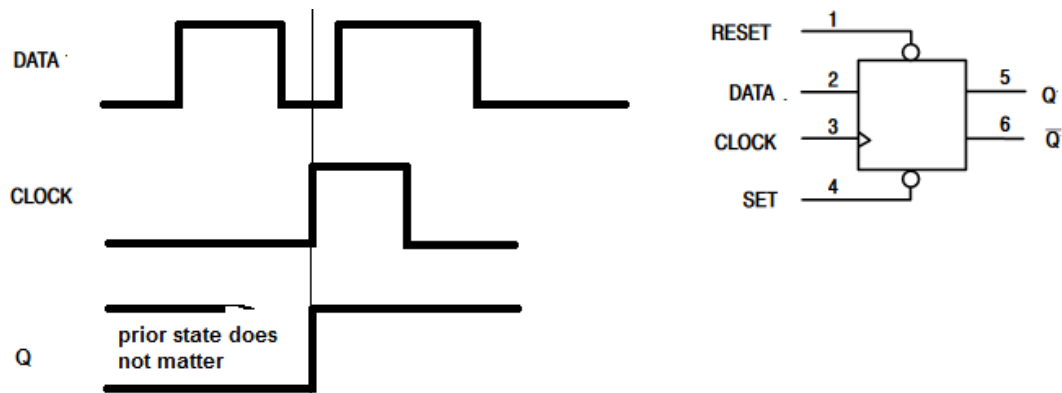 DATA
CLOCK
prior state does
not matter
Q
RESET
1
DATA
2
CLOCK
3
SET
4
5
Q
6
Q̅